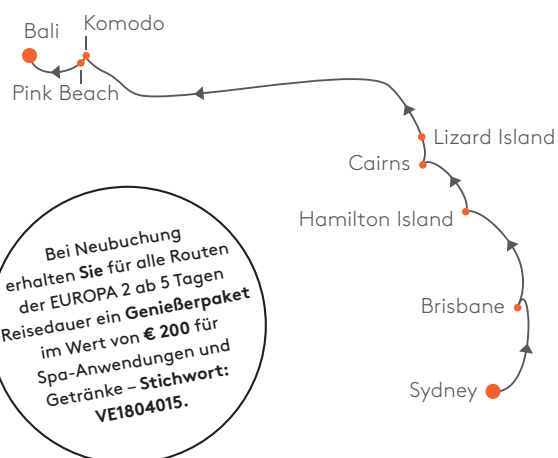 Bali
Komodo
Pink Beach
Lizard Island
Cairns
Hamilton Island
Brisbane
Sydney
Bei Neubuchung
erhalten Sie für alle Routen
der EUROPA 2 ab 5 Tagen
Reisedauer ein Genießerpaket
im Wert von € 200 für
Spa-Anwendungen und
Getränke – Stichwort:
VE1804015.